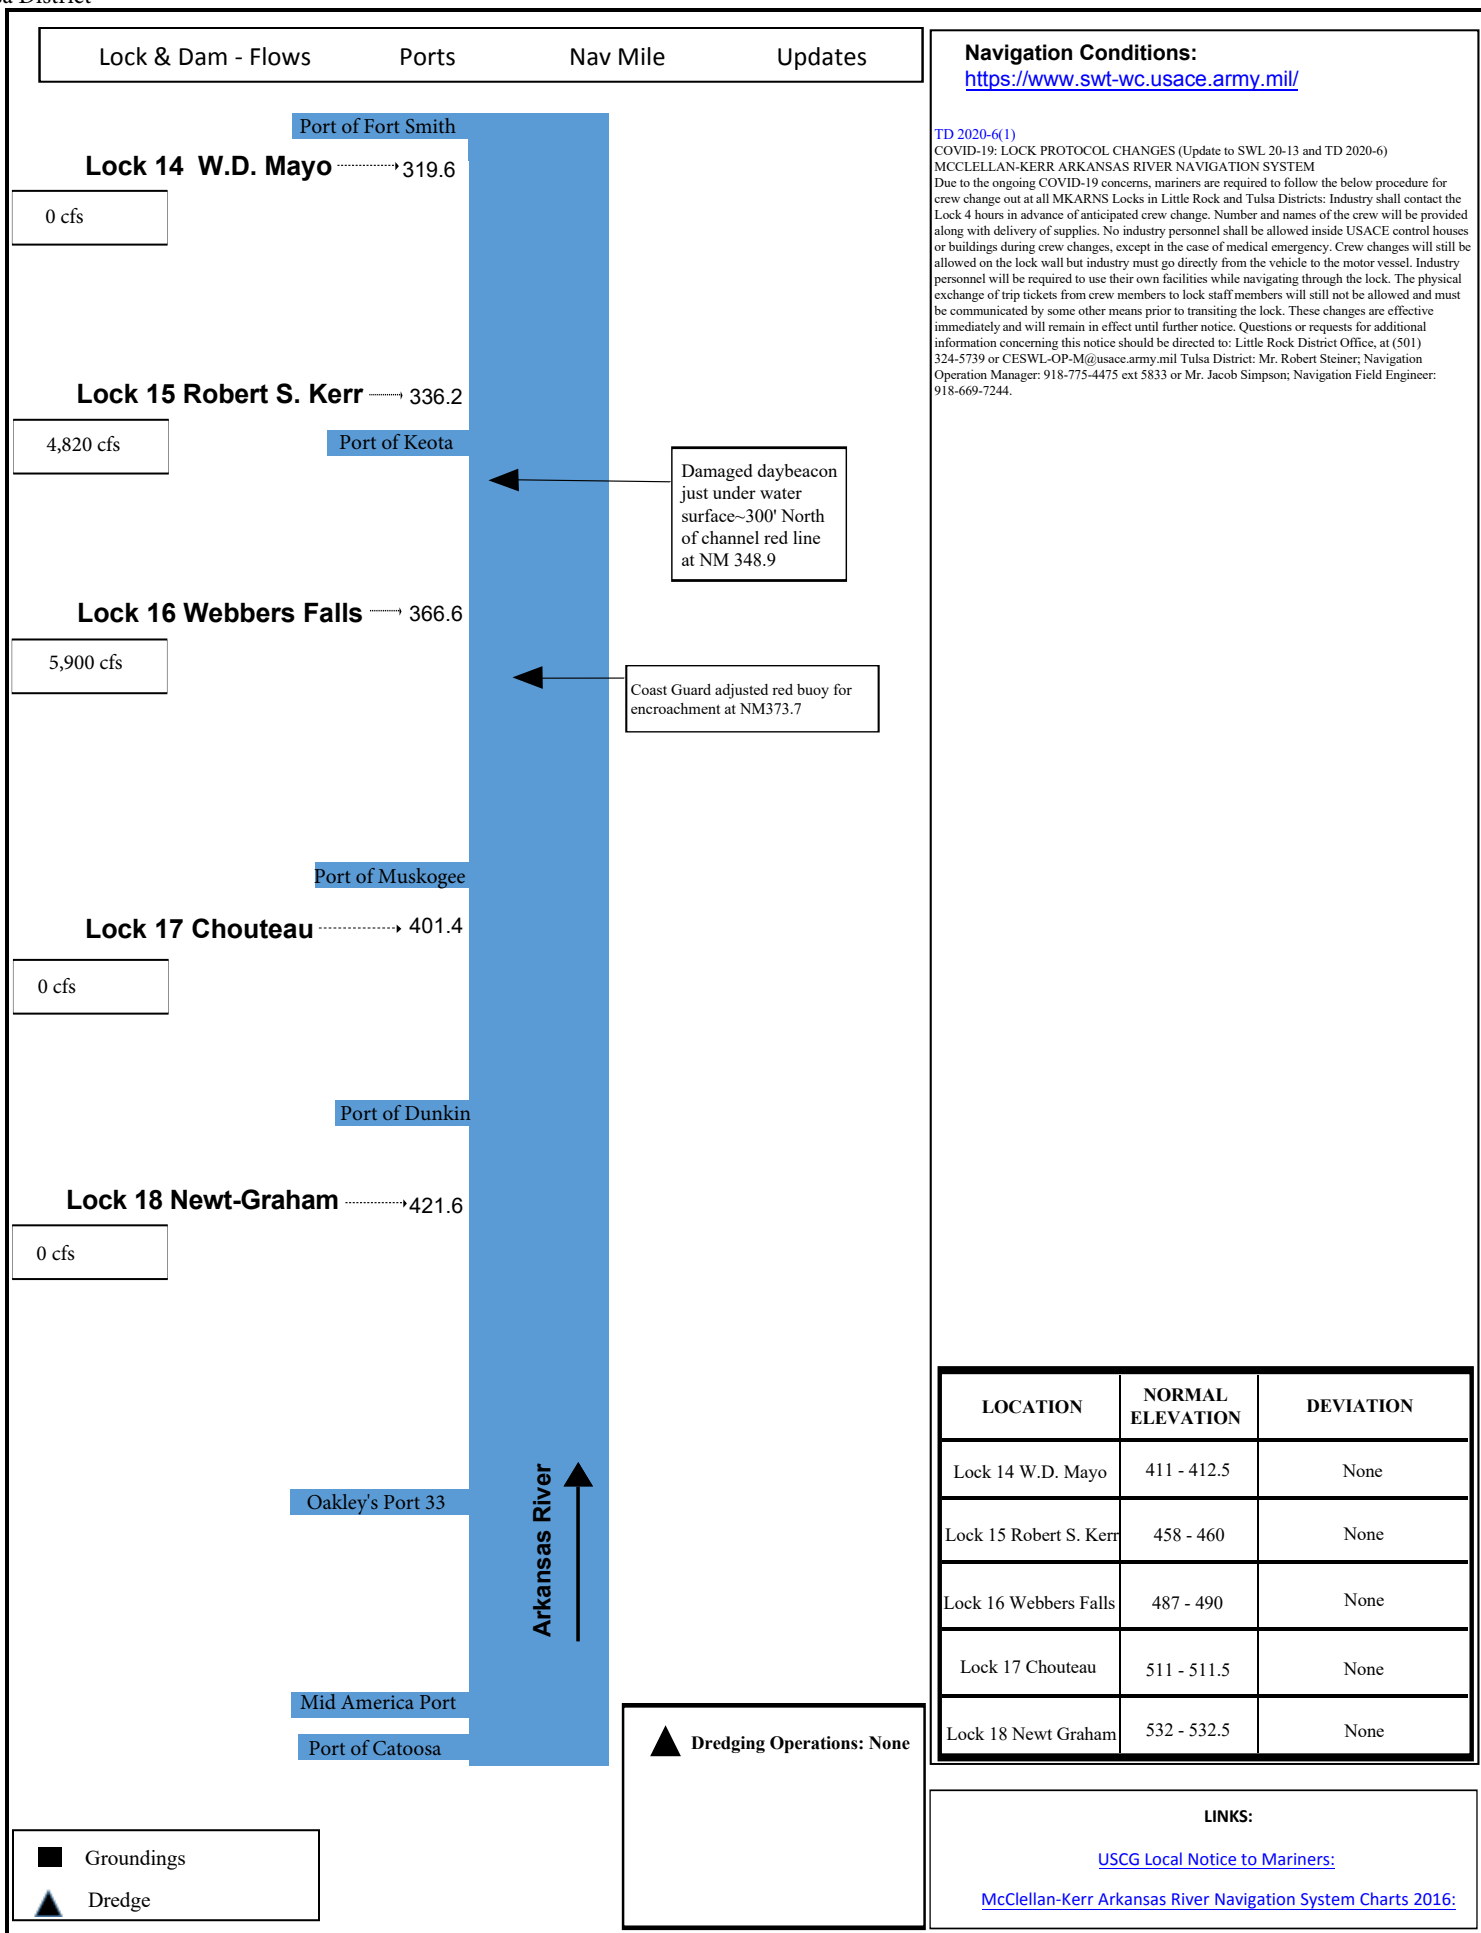 Lock & Dam - Flows Ports Nav Mile Updates
Port of Fort Smith
Lock 14 W.D. Mayo 319.6
0 cfs
Lock 15 Robert S. Kerr 336.2
4,820 cfs
Port of Keota
Damaged daybeacon
just under water
surface~300' North
of channel red line
at NM 348.9
Lock 16 Webbers Falls 366.6
5,900 cfs
Coast Guard adjusted red buoy for
encroachment at NM373.7
Port of Muskogee
Lock 17 Chouteau 401.4
0 cfs
Port of Dunkin
Lock 18 Newt-Graham 421.6
0 cfs
Oakley's Port 33
Arkansas River
Mid America Port
Port of Catoosa
Dredging Operations: None
Groundings
Dredge
Navigation Conditions:
https://www.swt-wc.usace.army.mil/
TD 2020-6(1)
COVID-19: LOCK PROTOCOL CHANGES (Update to SWL 20-13 and TD 2020-6)
MCCLELLAN-KERR ARKANSAS RIVER NAVIGATION SYSTEM
Due to the ongoing COVID-19 concerns, mariners are required to follow the below procedure for
crew change out at all MKARNS Locks in Little Rock and Tulsa Districts: Industry shall contact the
Lock 4 hours in advance of anticipated crew change. Number and names of the crew will be provided
along with delivery of supplies. No industry personnel shall be allowed inside USACE control houses
or buildings during crew changes, except in the case of medical emergency. Crew changes will still be
allowed on the lock wall but industry must go directly from the vehicle to the motor vessel. Industry
personnel will be required to use their own facilities while navigating through the lock. The physical
exchange of trip tickets from crew members to lock staff members will still not be allowed and must
be communicated by some other means prior to transiting the lock. These changes are effective
immediately and will remain in effect until further notice. Questions or requests for additional
information concerning this notice should be directed to: Little Rock District Office, at (501)
324-5739 or CESWL-OP-M@usace.army.mil Tulsa District: Mr. Robert Steiner; Navigation
Operation Manager: 918-775-4475 ext 5833 or Mr. Jacob Simpson; Navigation Field Engineer:
918-669-7244.
LOCATION NORMAL ELEVATION DEVIATION
Lock 14 W.D. Mayo 411 - 412.5 None
Lock 15 Robert S. Kerr 458 - 460 None
Lock 16 Webbers Falls 487 - 490 None
Lock 17 Chouteau 511 - 511.5 None
Lock 18 Newt Graham 532 - 532.5 None
LINKS:
USCG Local Notice to Mariners:
McClellan-Kerr Arkansas River Navigation System Charts 2016: